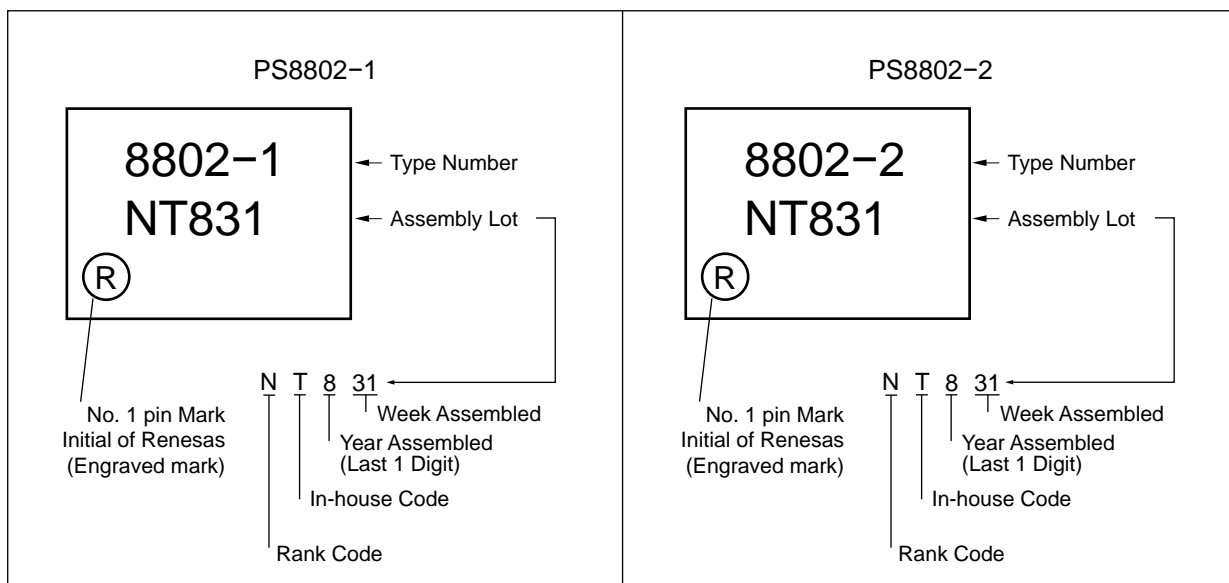 PS8802−1
8802−1
Type Number
NT831
Assembly Lot
R
N T 8 31
No. 1 pin Mark
Initial of Renesas
(Engraved mark)
Week Assembled
Year Assembled
(Last 1 Digit)
In-house Code
Rank Code
PS8802−2
8802−2
Type Number
NT831
Assembly Lot
R
N T 8 31
No. 1 pin Mark
Initial of Renesas
(Engraved mark)
Week Assembled
Year Assembled
(Last 1 Digit)
In-house Code
Rank Code